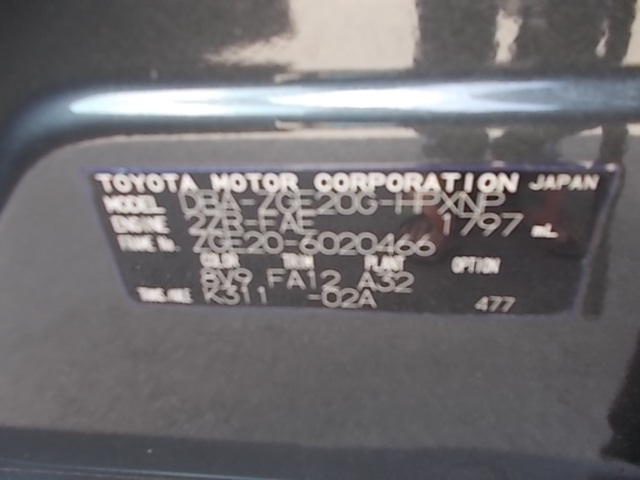 TOYOTA MOTOR CORPORATION JAPAN
MODEL DBA-ZGE20G-HPXNP
ENGINE 2ZR-FAE 1797 mL
FRAME No. ZGE20-6020466
COLOR TRIM PLANT OPTION
8V9 FA12 A32
TRANS./AXLE K311 -02A 477